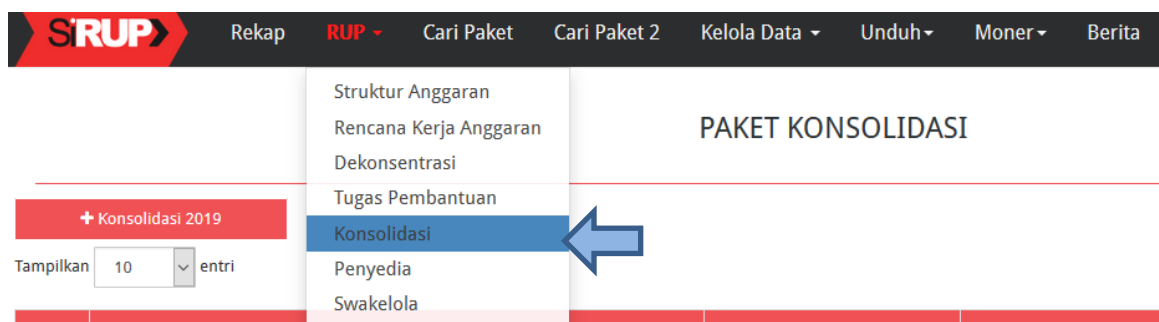 SiRUP Rekap RUP Cari Paket Cari Paket 2 Kelola Data Unduh Moner Berita
Struktur Anggaran
Rencana Kerja Anggaran
Dekonsentrasi
Tugas Pembantuan
Konsolidasi
Penyedia
Swakelola
PAKET KONSOLIDASI
+ Konsolidasi 2019
Tampilkan 10 entri